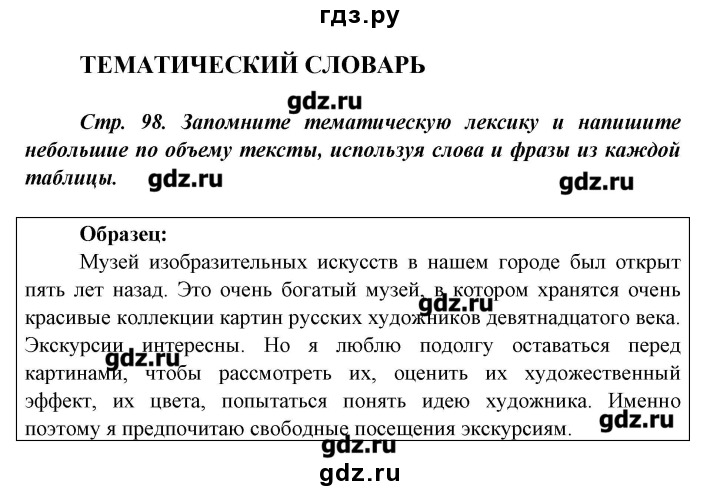 гдз.ру
ТЕМАТИЧЕСКИЙ СЛОВАРЬ
gdz.ru
Стр. 98. Запомните тематическую лексику и напишите
небольшие по объему тексты, используя слова и фразы из каждой
таблицы.
gdz.ru
gdz.ru
Образец:
Музей изобразительных искусств в нашем городе был открыт
пять лет назад. Это очень богатый музей, в котором хранятся очень
gdz.ru
красивые коллекции картин русских художников девятнадцатого века.
Экскурсии интересны. Но я люблю подолгу оставаться перед
gdz.ru
картинами, чтобы рассмотреть их, оценить их художественный
эффект, их цвета, попытаться понять идею художника. Именно
gdz.ru
поэтому я предпочитаю свободные посещения экскурсиям.
gdz.ru
gdz.ru